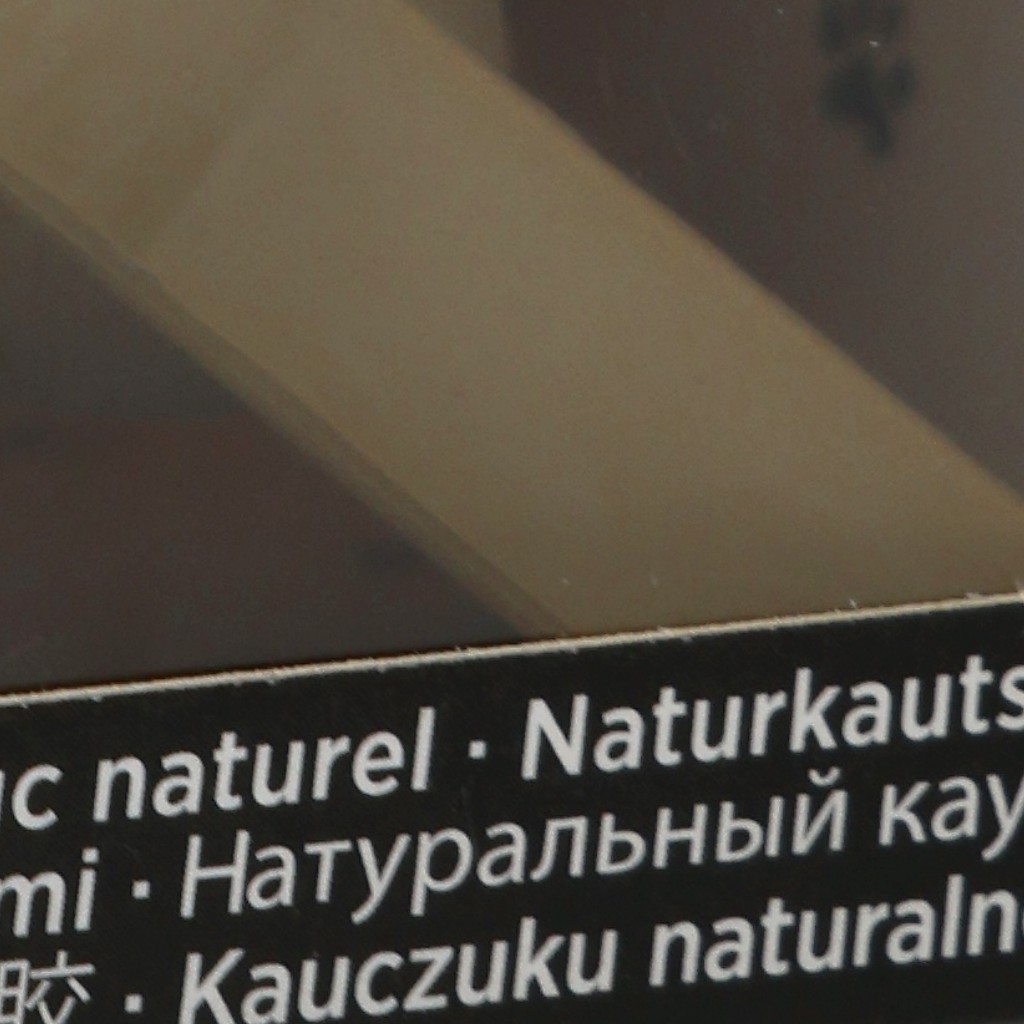 uc naturel · Naturkauts
mi · Натуральный кау
胶 · Kauczuku naturaln